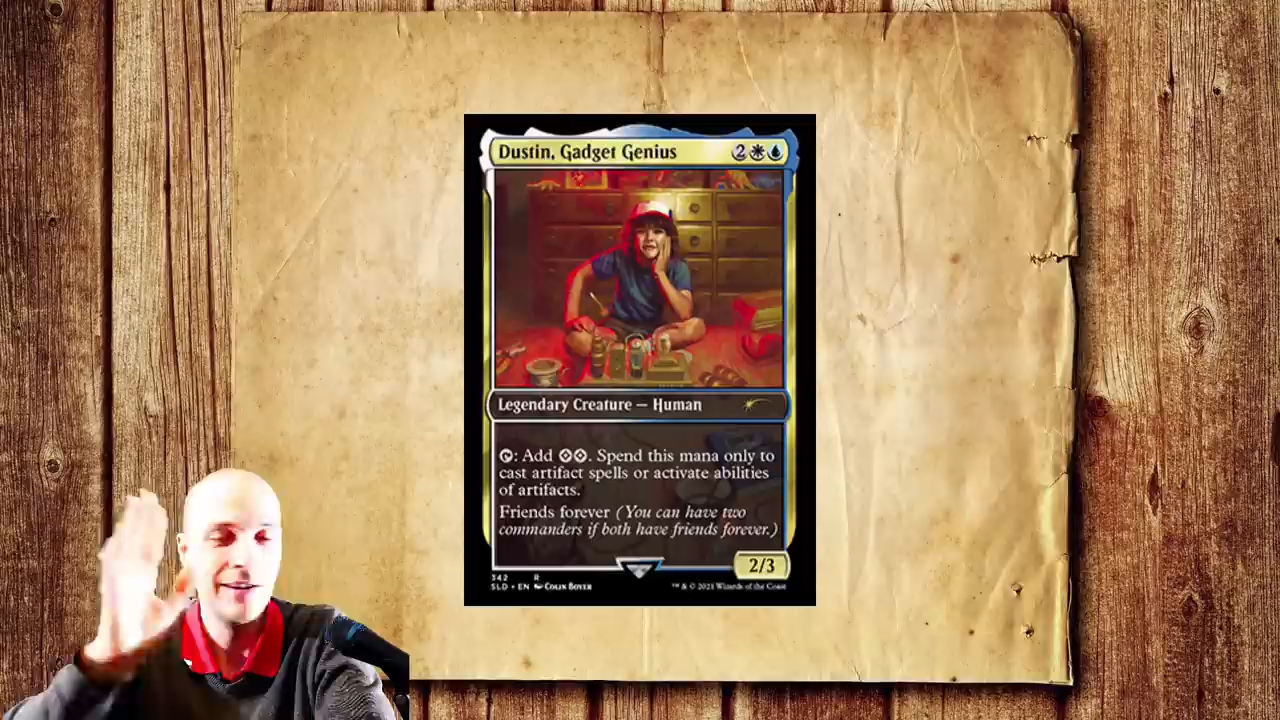 Dustin, Gadget Genius 2
Legendary Creature — Human
: Add . Spend this mana only to
cast artifact spells or activate abilities
of artifacts.
Friends forever (You can have two
commanders if both have friends forever.)
2/3
342 R
SLD • EN Colin Boyer ™ & © 2021 Wizards of the Coast